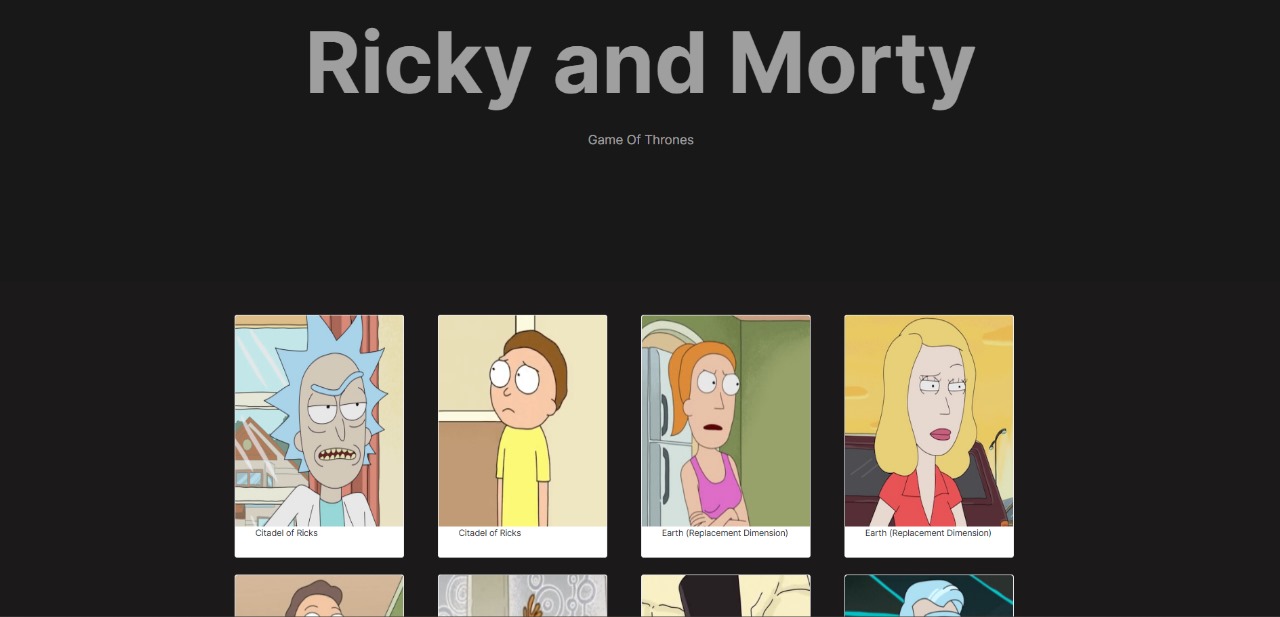 Ricky and Morty
Game Of Thrones
Citadel of Ricks
Citadel of Ricks
Earth (Replacement Dimension)
Earth (Replacement Dimension)